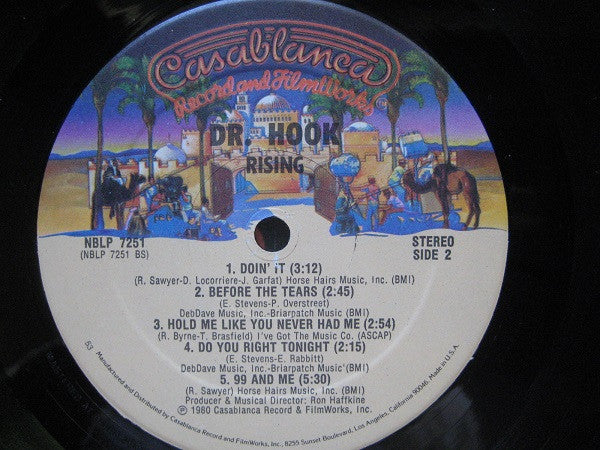 Casablanca
Record and FilmWorks
DR. HOOK
RISING
NBLP 7251
(NBLP 7251 BS)
STEREO
SIDE 2
1. DOIN' IT (3:12)
(R. Sawyer-D. Locorriere-J. Garfat) Horse Hairs Music, Inc. (BMI)
2. BEFORE THE TEARS (2:45)
(E. Stevens-P. Overstreet)
DebDave Music, Inc.-Briarpatch Music (BMI)
3. HOLD ME LIKE YOU NEVER HAD ME (2:54)
(R. Byrne-T. Brasfield) I've Got The Music Co. (ASCAP)
4. DO YOU RIGHT TONIGHT (2:15)
(E. Stevens-E. Rabbitt)
DebDave Music, Inc.-Briarpatch Music (BMI)
5. 99 AND ME (5:30)
(R. Sawyer) Horse Hairs Music, Inc. (BMI)
Producer & Musical Director: Ron Haffkine
℗ 1980 Casablanca Record & FilmWorks, Inc.
53
Manufactured and Distributed by Casablanca Record and FilmWorks, Inc., 8255 Sunset Boulevard, Los Angeles, California 90046. Made in U.S.A.